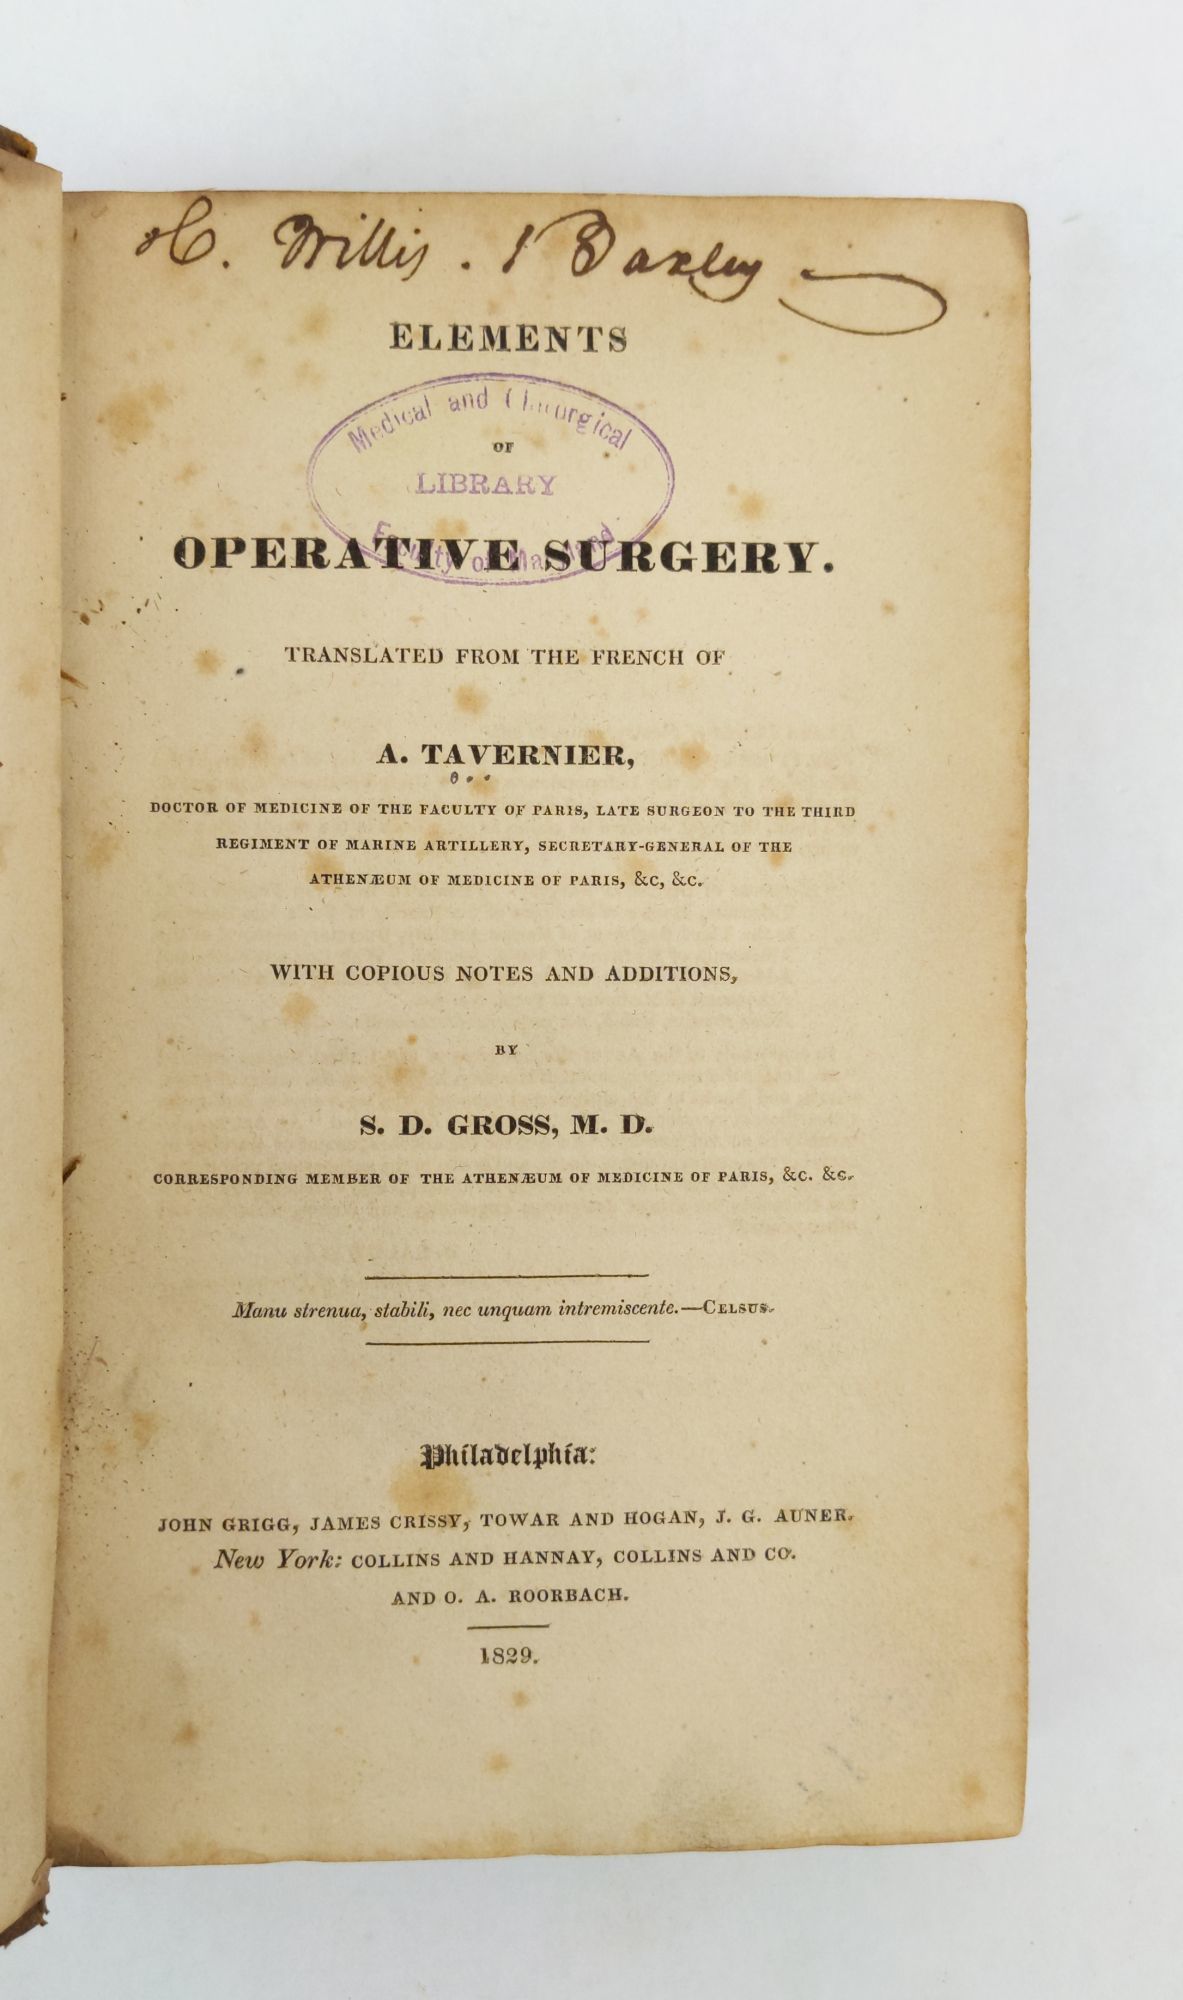 H. Willis. Baxley
ELEMENTS
Medical and Chirurgical
OF
LIBRARY
Faculty of Maryland
OPERATIVE SURGERY.
TRANSLATED FROM THE FRENCH OF
A. TAVERNIER,
DOCTOR OF MEDICINE OF THE FACULTY OF PARIS, LATE SURGEON TO THE THIRD
REGIMENT OF MARINE ARTILLERY, SECRETARY-GENERAL OF THE
ATHENÆUM OF MEDICINE OF PARIS, &C, &C.
WITH COPIOUS NOTES AND ADDITIONS,
BY
S. D. GROSS, M. D.
CORRESPONDING MEMBER OF THE ATHENÆUM OF MEDICINE OF PARIS, &C. &C.
Manu strenua, stabili, nec unquam intremiscente.—CELSUS.
Philadelphia:
JOHN GRIGG, JAMES CRISSY, TOWAR AND HOGAN, J. G. AUNER.
New York: COLLINS AND HANNAY, COLLINS AND CO.
AND O. A. ROORBACH.
1829.